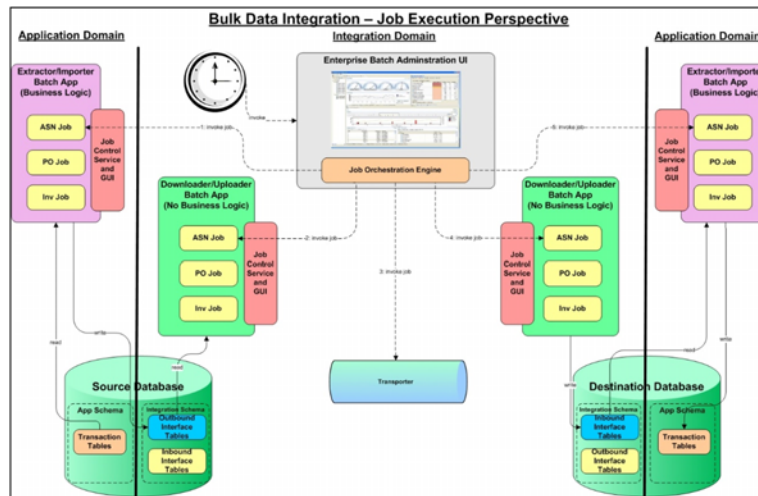 Bulk Data Integration – Job Execution Perspective
Application Domain
Integration Domain
Application Domain
Extractor/Importer
Batch App
(Business Logic)
ASN Job
PO Job
Inv Job
Job
Control
Service
and
GUI
invoke
Enterprise Batch Adminstration UI
Job Orchestration Engine
1: invoke job
5: invoke job
Extractor/Importer
Batch App
(Business Logic)
ASN Job
PO Job
Inv Job
Job
Control
Service
and
GUI
Downloader/Uploader
Batch App
(No Business Logic)
ASN Job
PO Job
Inv Job
Job
Control
Service
and
GUI
2: invoke job
3: invoke job
4: invoke job
Downloader/Uploader
Batch App
(No Business Logic)
ASN Job
PO Job
Inv Job
Job
Control
Service
and
GUI
read
write
read
write
read
write
Transporter
Source Database
App Schema
Transaction
Tables
Integration Schema
Outbound
Interface
Tables
Inbound
Interface
Tables
Destination Database
Integration Schema
Inbound
Interface
Tables
Outbound
Interface
Tables
App Schema
Transaction
Tables